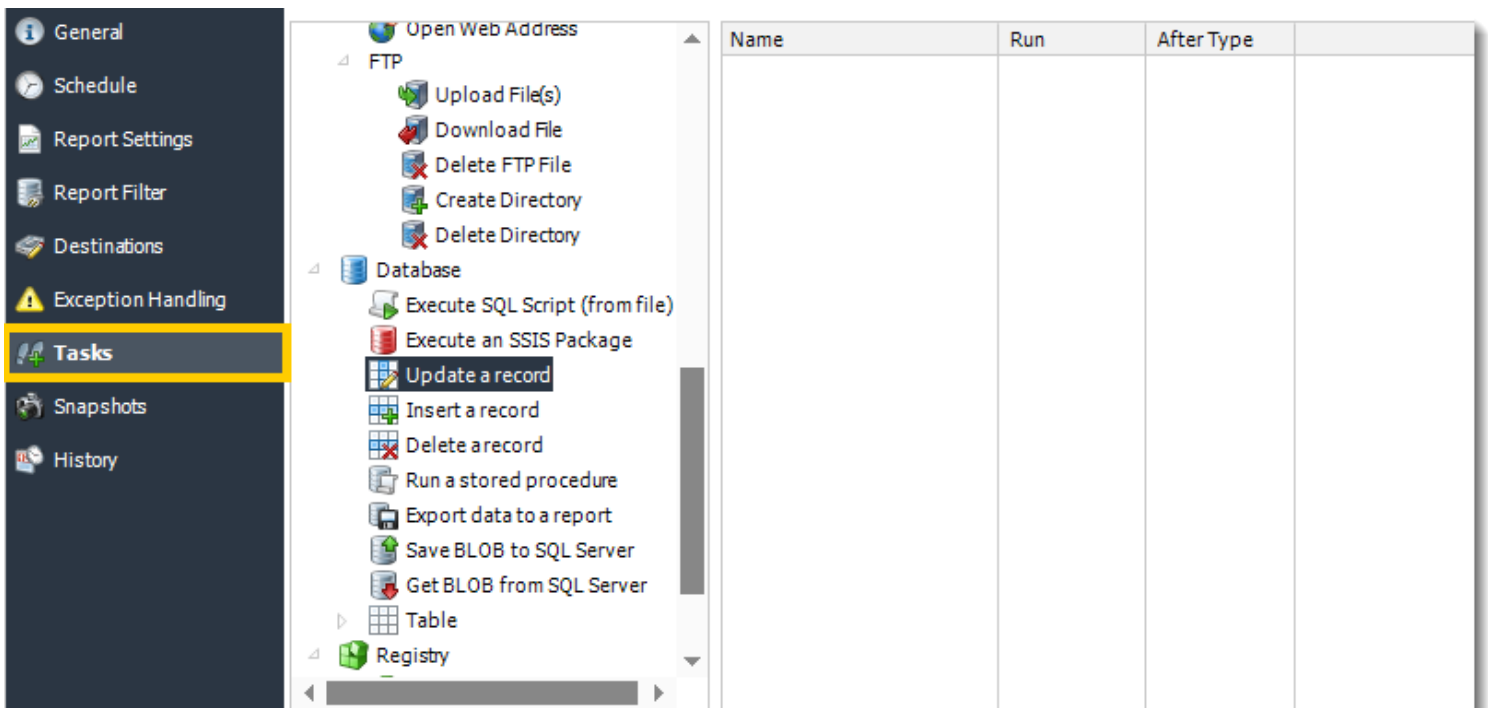 General
Schedule
Report Settings
Report Filter
Destinations
Exception Handling
Tasks
Snapshots
History
Open Web Address
FTP
Upload File(s)
Download File
Delete FTP File
Create Directory
Delete Directory
Database
Execute SQL Script (from file)
Execute an SSIS Package
Update a record
Insert a record
Delete a record
Run a stored procedure
Export data to a report
Save BLOB to SQL Server
Get BLOB from SQL Server
Table
Registry
Name Run After Type